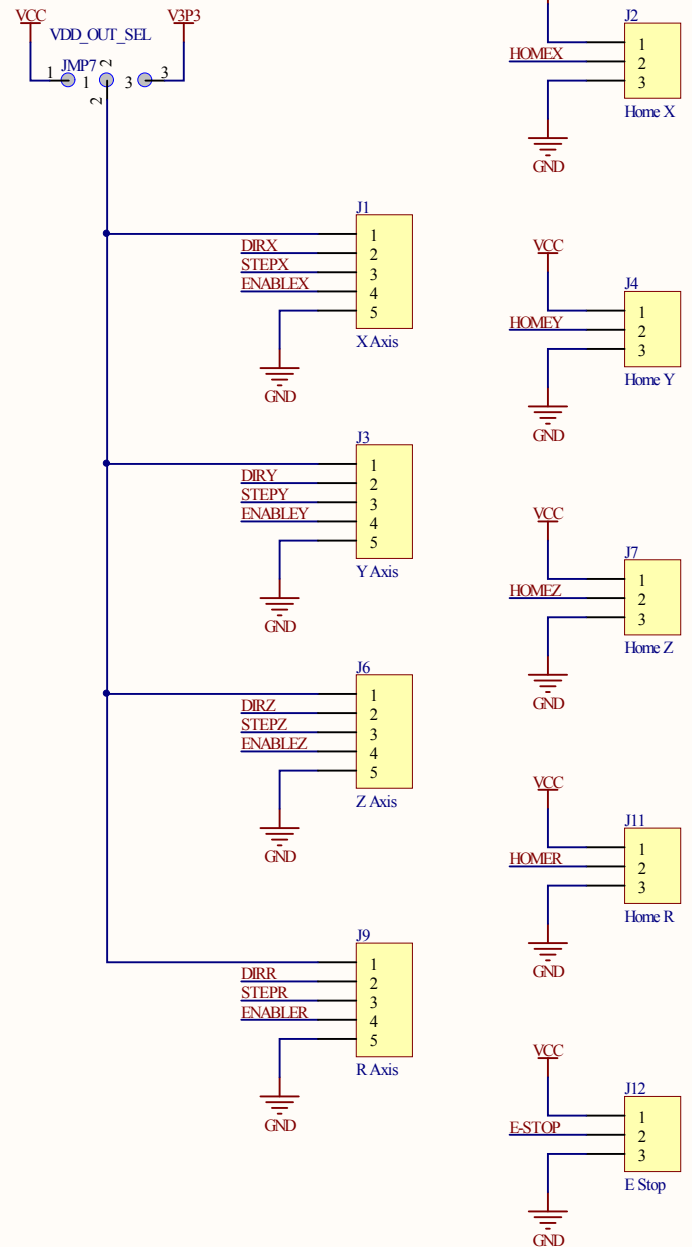 VCC
V3P3
VDD_OUT_SEL
JMP7
1
1
2
2
3
3
J2
HOMEX
1
2
3
Home X
GND
J1
DIRX
STEPX
ENABLEX
1
2
3
4
5
X Axis
GND
VCC
J4
HOMEY
1
2
3
Home Y
GND
J3
DIRY
STEPY
ENABLEY
1
2
3
4
5
Y Axis
GND
VCC
J7
HOMEZ
1
2
3
Home Z
GND
J6
DIRZ
STEPZ
ENABLEZ
1
2
3
4
5
Z Axis
GND
VCC
J11
HOMER
1
2
3
Home R
GND
J9
DIRR
STEPR
ENABLER
1
2
3
4
5
R Axis
GND
VCC
J12
E-STOP
1
2
3
E Stop
GND